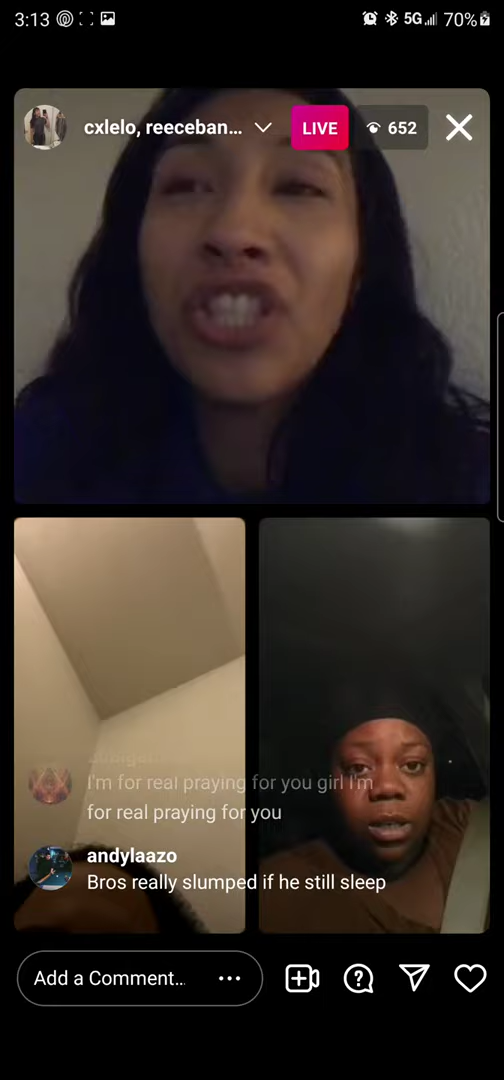 3:13
5G 70%
cxlelo, reeceban...
LIVE
652
I'm for real praying for you girl I'm
for real praying for you
andylaazo
Bros really slumped if he still sleep
Add a Comment...